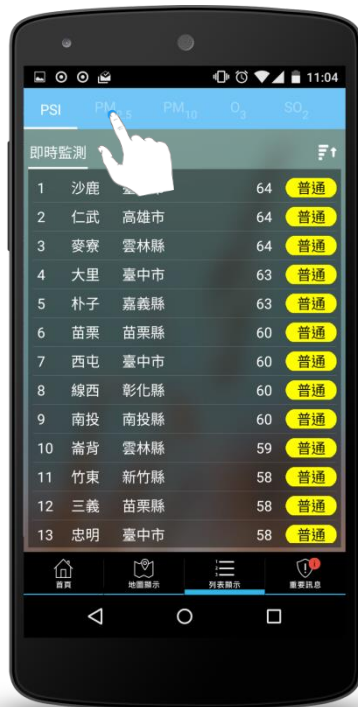 11:04
PSI PM2.5 PM10 O3 SO2
即時監測
1 沙鹿 64 普通
2 仁武 高雄市 64 普通
3 麥寮 雲林縣 64 普通
4 大里 臺中市 63 普通
5 朴子 嘉義縣 63 普通
6 苗栗 苗栗縣 60 普通
7 西屯 臺中市 60 普通
8 線西 彰化縣 60 普通
9 南投 南投縣 60 普通
10 崙背 雲林縣 59 普通
11 竹東 新竹縣 58 普通
12 三義 苗栗縣 58 普通
13 忠明 臺中市 58 普通
首頁 地圖顯示 列表顯示 重要訊息